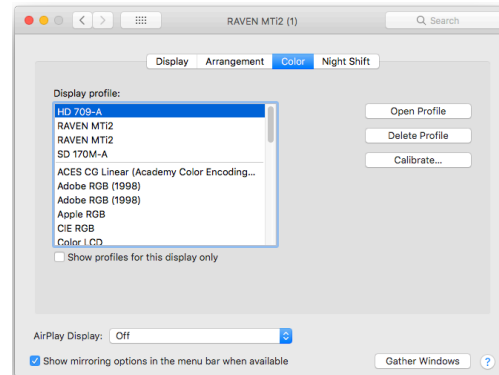 RAVEN MTi2 (1)
Search
Display Arrangement Color Night Shift
Display profile:
HD 709-A
RAVEN MTi2
RAVEN MTi2
SD 170M-A
ACES CG Linear (Academy Color Encoding...
Adobe RGB (1998)
Adobe RGB (1998)
Apple RGB
CIE RGB
Color LCD
Show profiles for this display only
Open Profile
Delete Profile
Calibrate...
AirPlay Display: Off
Show mirroring options in the menu bar when available
Gather Windows ?